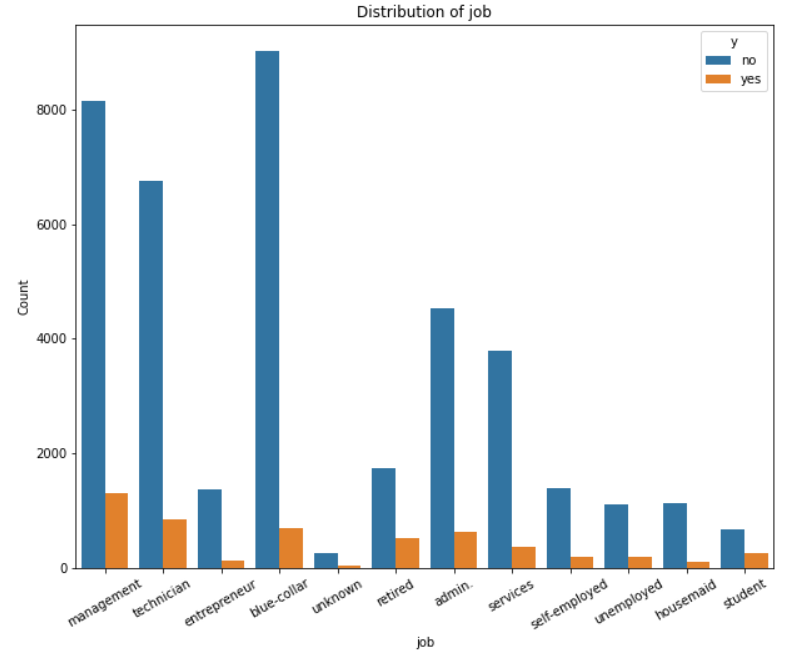 Distribution of job
y
no
yes
8000
6000
4000
2000
0
Count
management
technician
entrepreneur
blue-collar
unknown
retired
admin.
services
self-employed
unemployed
housemaid
student
job